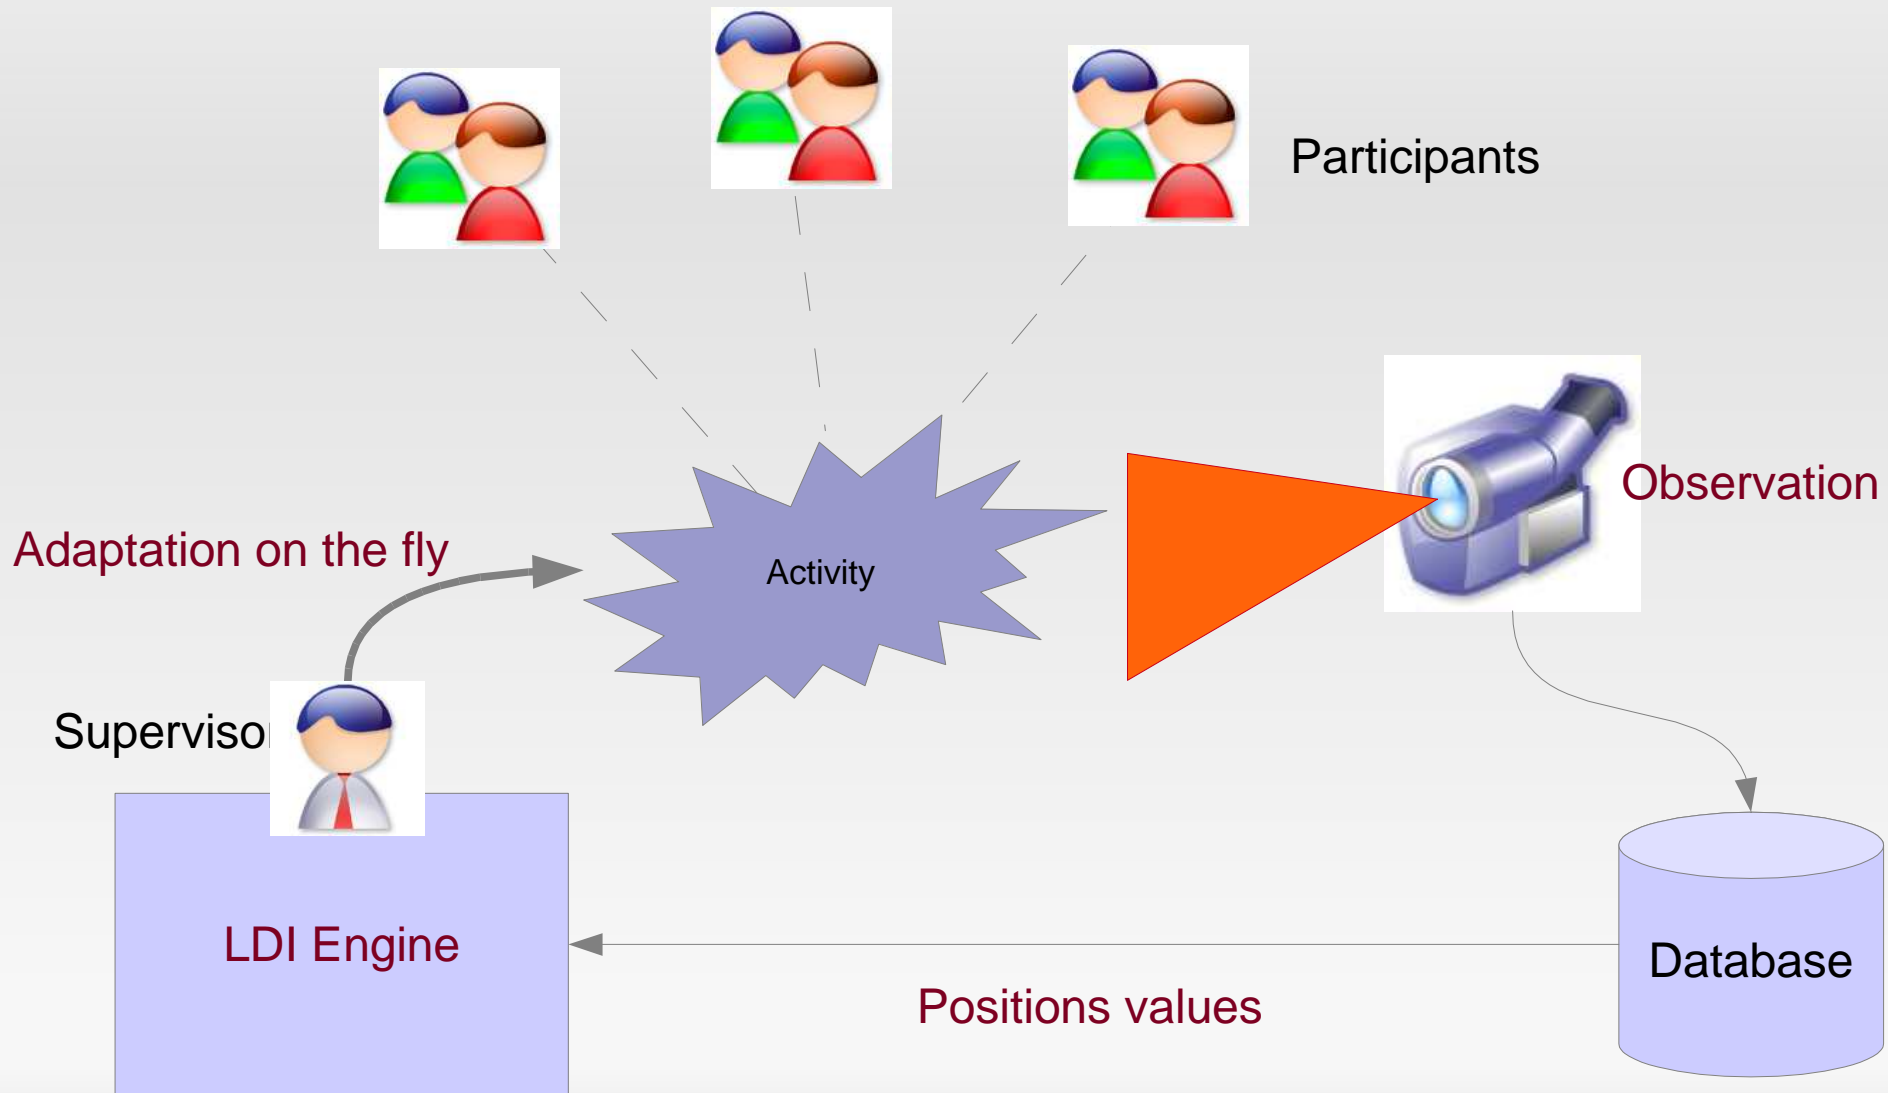 Participants
Observation
Adaptation on the fly
Activity
Supervisor
LDI Engine
Database
Positions values